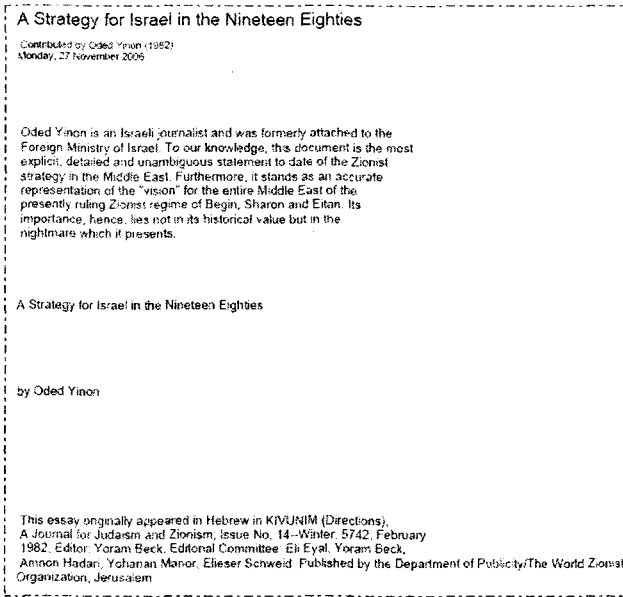 A Strategy for Israel in the Nineteen Eighties
Contributed by Oded Yinon (1982)
Monday, 27 November 2006
Oded Yinon is an Israeli journalist and was formerly attached to the
Foreign Ministry of Israel. To our knowledge, this document is the most
explicit, detailed and unambiguous statement to date of the Zionist
strategy in the Middle East. Furthermore, it stands as an accurate
representation of the "vision" for the entire Middle East of the
presently ruling Zionist regime of Begin, Sharon and Eitan. Its
importance, hence, lies not in its historical value but in the
nightmare which it presents.
A Strategy for Israel in the Nineteen Eighties
by Oded Yinon
This essay originally appeared in Hebrew in KIVUNIM (Directions),
A Journal for Judaism and Zionism; Issue No, 14--Winter, 5742, February
1982, Editor: Yoram Beck. Editorial Committee: Eli Eyal, Yoram Beck,
Amnon Hadari, Yohanan Manor, Elieser Schweid. Published by the Department of Publicity/The World Zionist
Organization, Jerusalem.